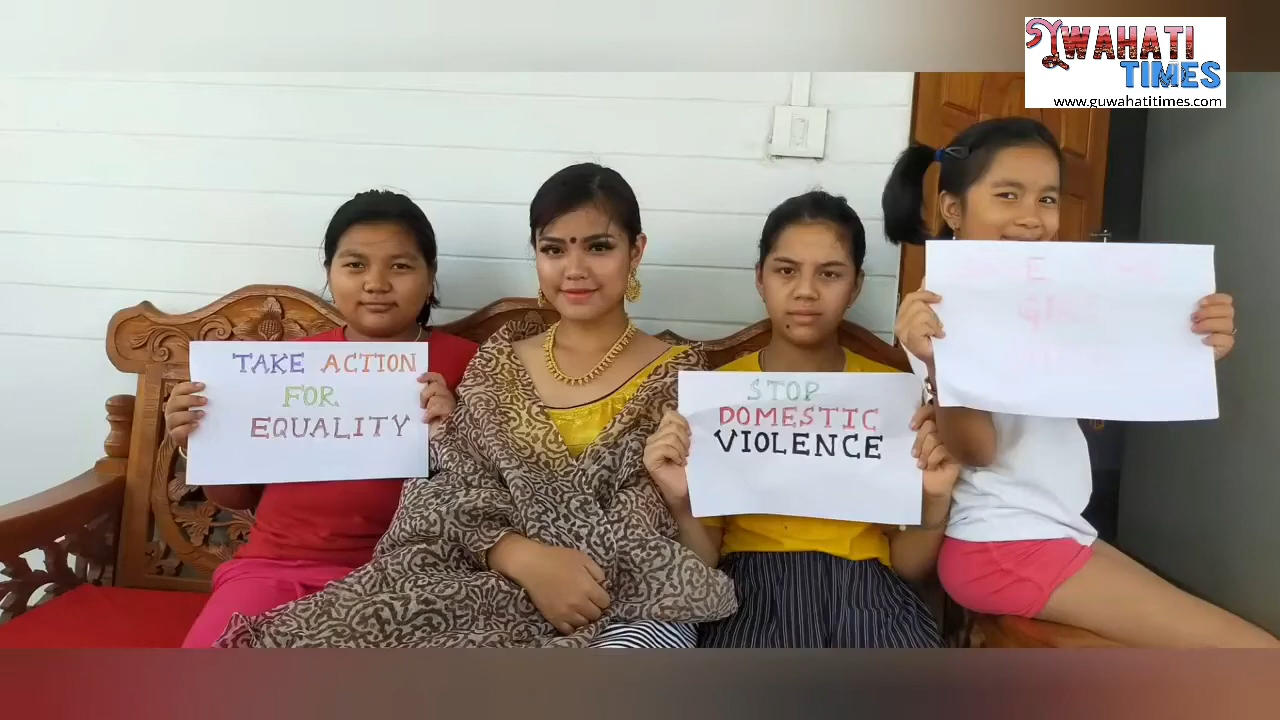 GUWAHATI
TIMES
www.guwahatitimes.com
TAKE ACTION
FOR
EQUALITY
STOP
DOMESTIC
VIOLENCE